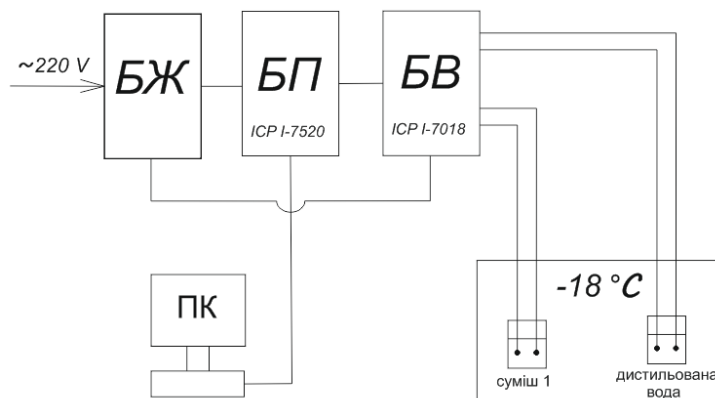 ~220 V
БЖ
БП
ICP I-7520
БВ
ICP I-7018
ПК
-18 °C
суміш 1
дистильована
вода